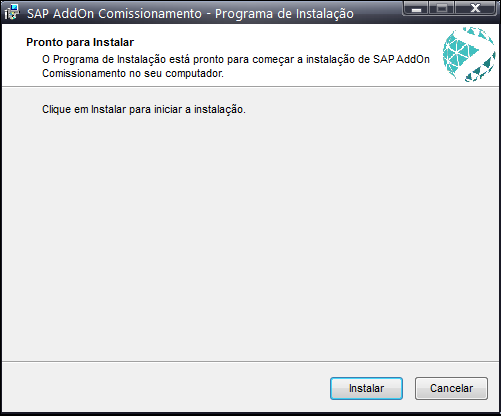 SAP AddOn Comissionamento - Programa de Instalação
Pronto para Instalar
O Programa de Instalação está pronto para começar a instalação de SAP AddOn
Comissionamento no seu computador.
Clique em Instalar para iniciar a instalação.
Instalar
Cancelar